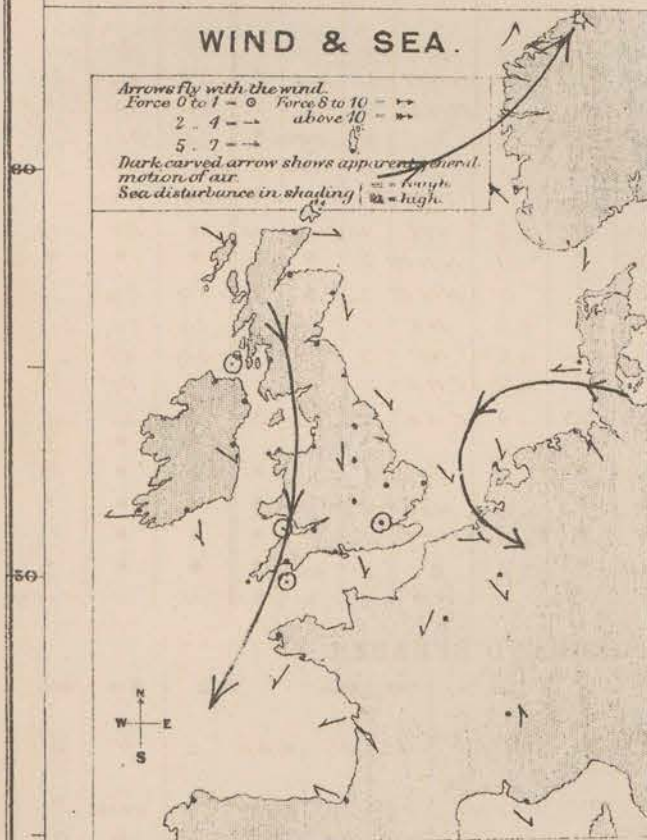 WIND & SEA.
Arrows fly with the wind.
Force 0 to 1 = ⊙ Force 8 to 10 =
2 .. 4 = → above 10 =
5 .. 7 = →
Dark carved arrow shows apparent general
motion of air.
Sea disturbance in shading = rough
= high.
60
50
N
W E
S